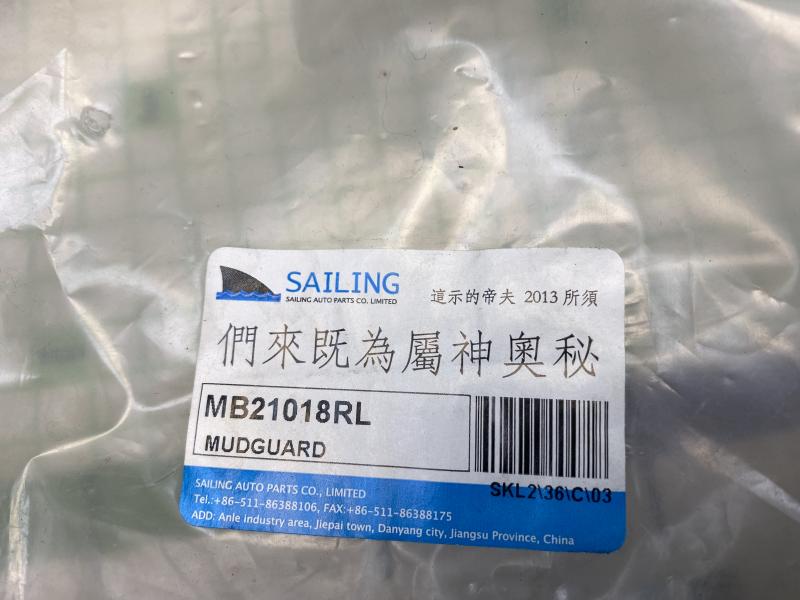 SAILING
SAILING AUTO PARTS CO. LIMITED
這示的帝夫 2013 所須
們來既為屬神奧秘
MB21018RL
MUDGUARD
SKL2\36\C\03
SAILING AUTO PARTS CO., LIMITED
Tel.:+86-511-86388106, FAX:+86-511-86388175
ADD: Anle industry area, Jiepai town, Danyang city, Jiangsu Province, China